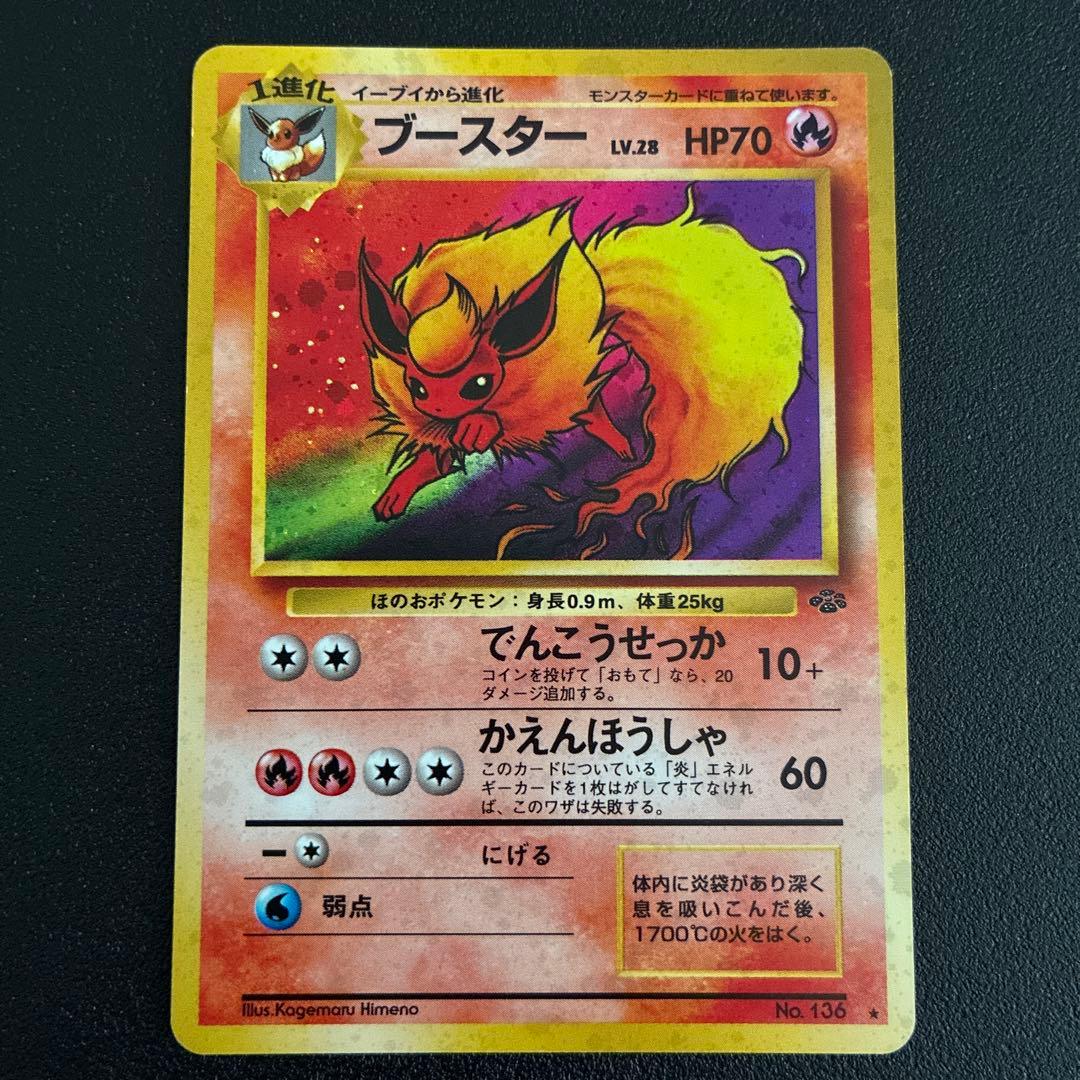 1進化
イーブイから進化
モンスターカードに重ねて使います。
ブースター LV.28 HP70
ほのおポケモン：身長0.9m、体重25kg
でんこうせっか 10+
コインを投げて「おもて」なら、20
ダメージ追加する。
かえんほうしゃ 60
このカードについている「炎」エネル
ギーカードを1枚はがしてすてなけれ
ば、このワザは失敗する。
にげる
弱点
体内に炎袋があり深く
息を吸いこんだ後、
1700℃の火をはく。
Illus.Kagemaru Himeno
No. 136 ★